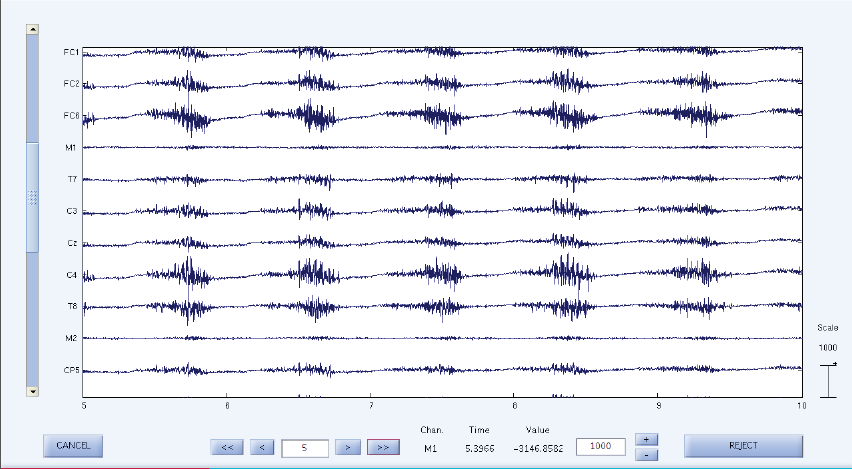 FC1
FC2
FC6
M1
T7
C3
Cz
C4
T8
M2
CP5
5 6 7 8 9 10
Scale
1000
+
Chan. Time Value
CANCEL << < 5 > >> M1 5.3966 -3146.8582 1000 + - REJECT